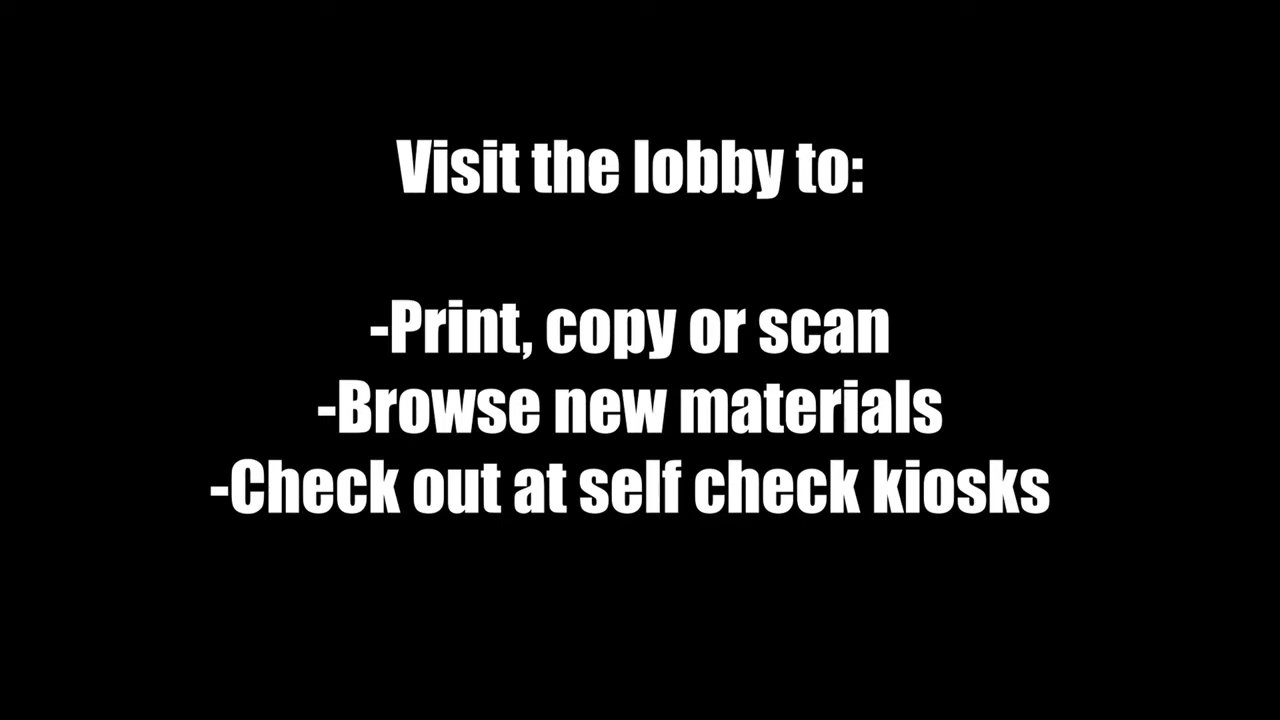 Visit the lobby to:
-Print, copy or scan
-Browse new materials
-Check out at self check kiosks